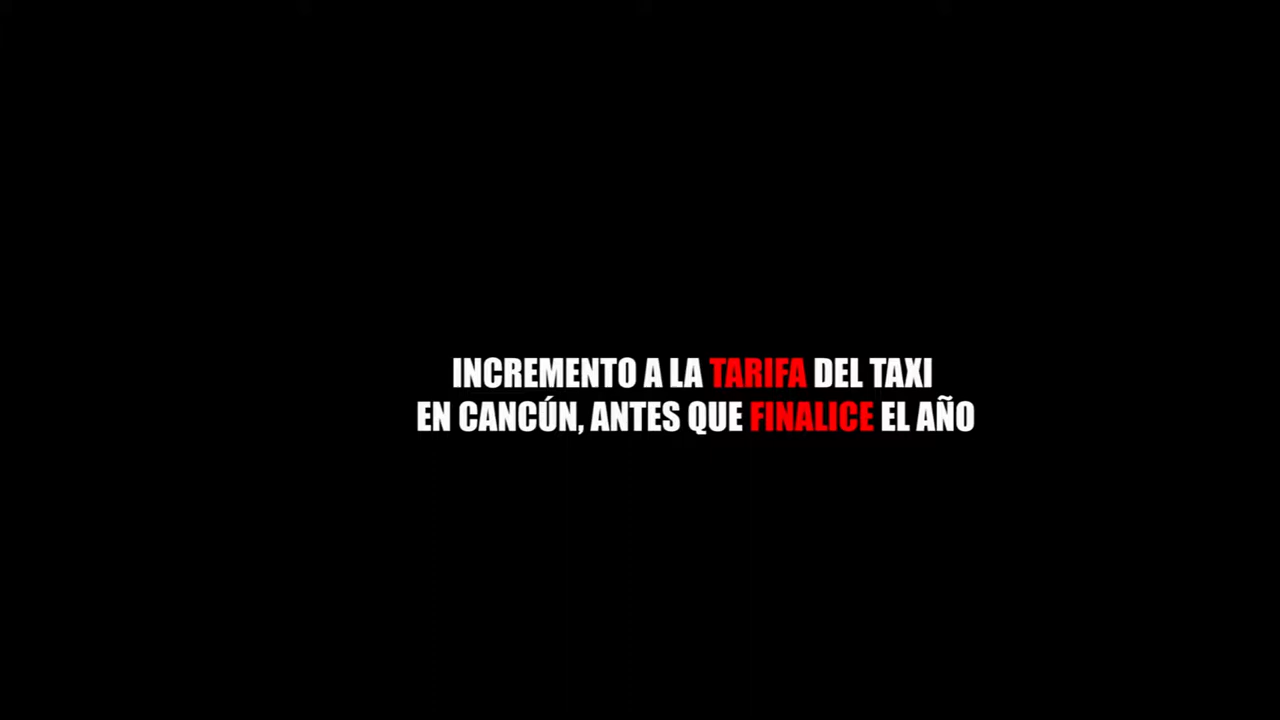 INCREMENTO A LA TARIFA DEL TAXI
EN CANCÚN, ANTES QUE FINALICE EL AÑO